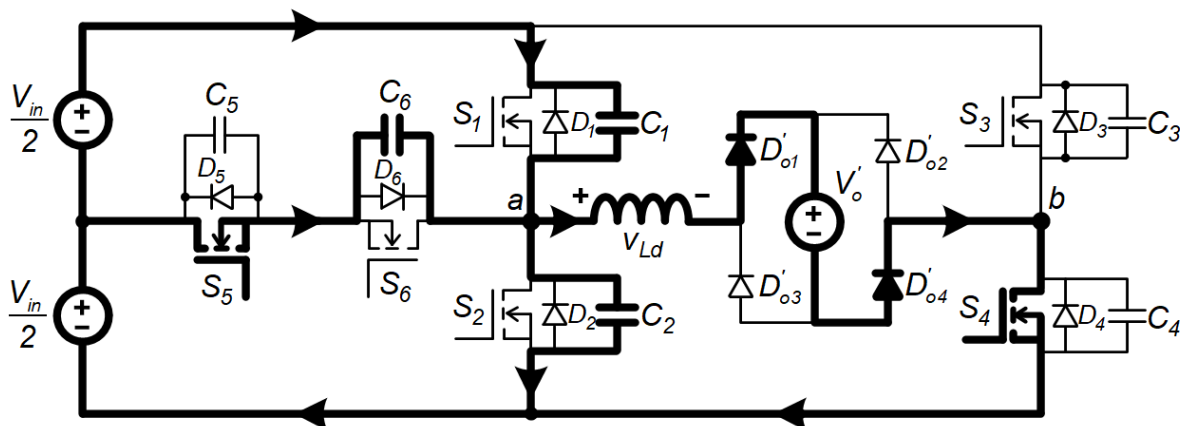 V_in/2
C_5
D_5
S_5
C_6
D_6
S_6
S_1
D_1
C_1
a
+ −
v_Ld
D'_o1
D'_o2
V'_o
D'_o3
D'_o4
b
S_3
D_3
C_3
V_in/2
S_2
D_2
C_2
S_4
D_4
C_4